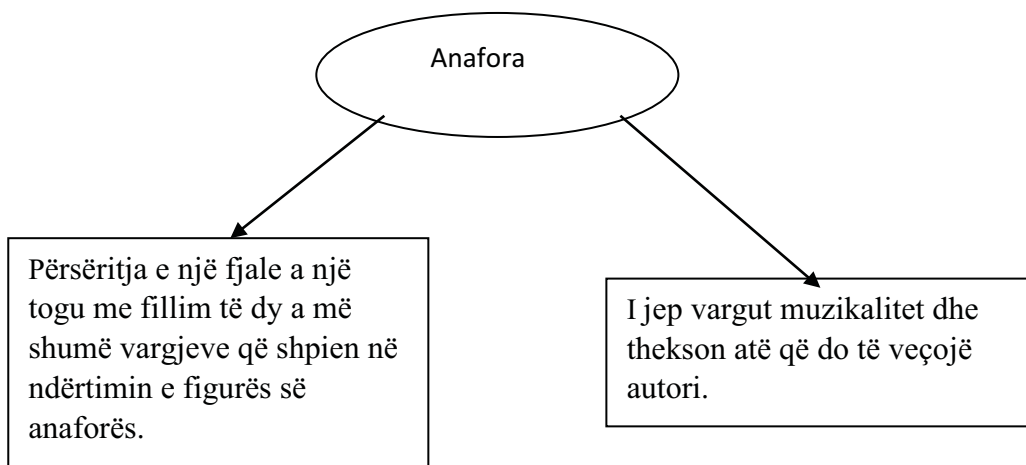 Anafora
Përsëritja e një fjale a një
togu me fillim të dy a më
shumë vargjeve që shpien në
ndërtimin e figurës së
anaforës.
I jep vargut muzikalitet dhe
thekson atë që do të veçojë
autori.